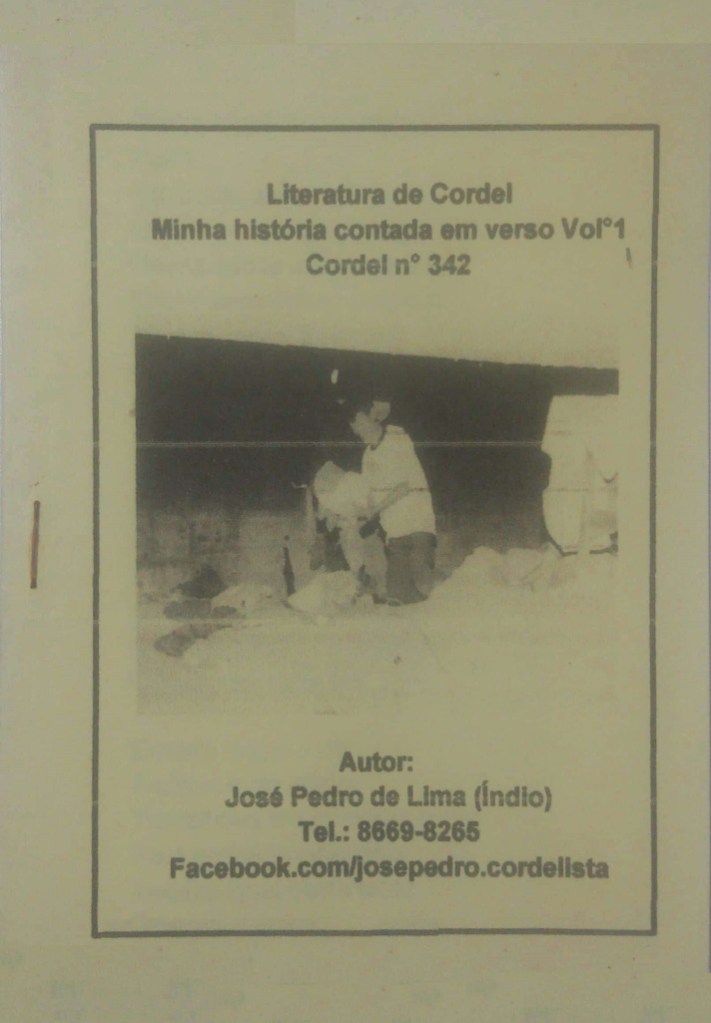 Literatura de Cordel
Minha história contada em verso Vol°1
Cordel n° 342
Autor:
José Pedro de Lima (Índio)
Tel.: 8669-8265
Facebook.com/josepedro.cordelista